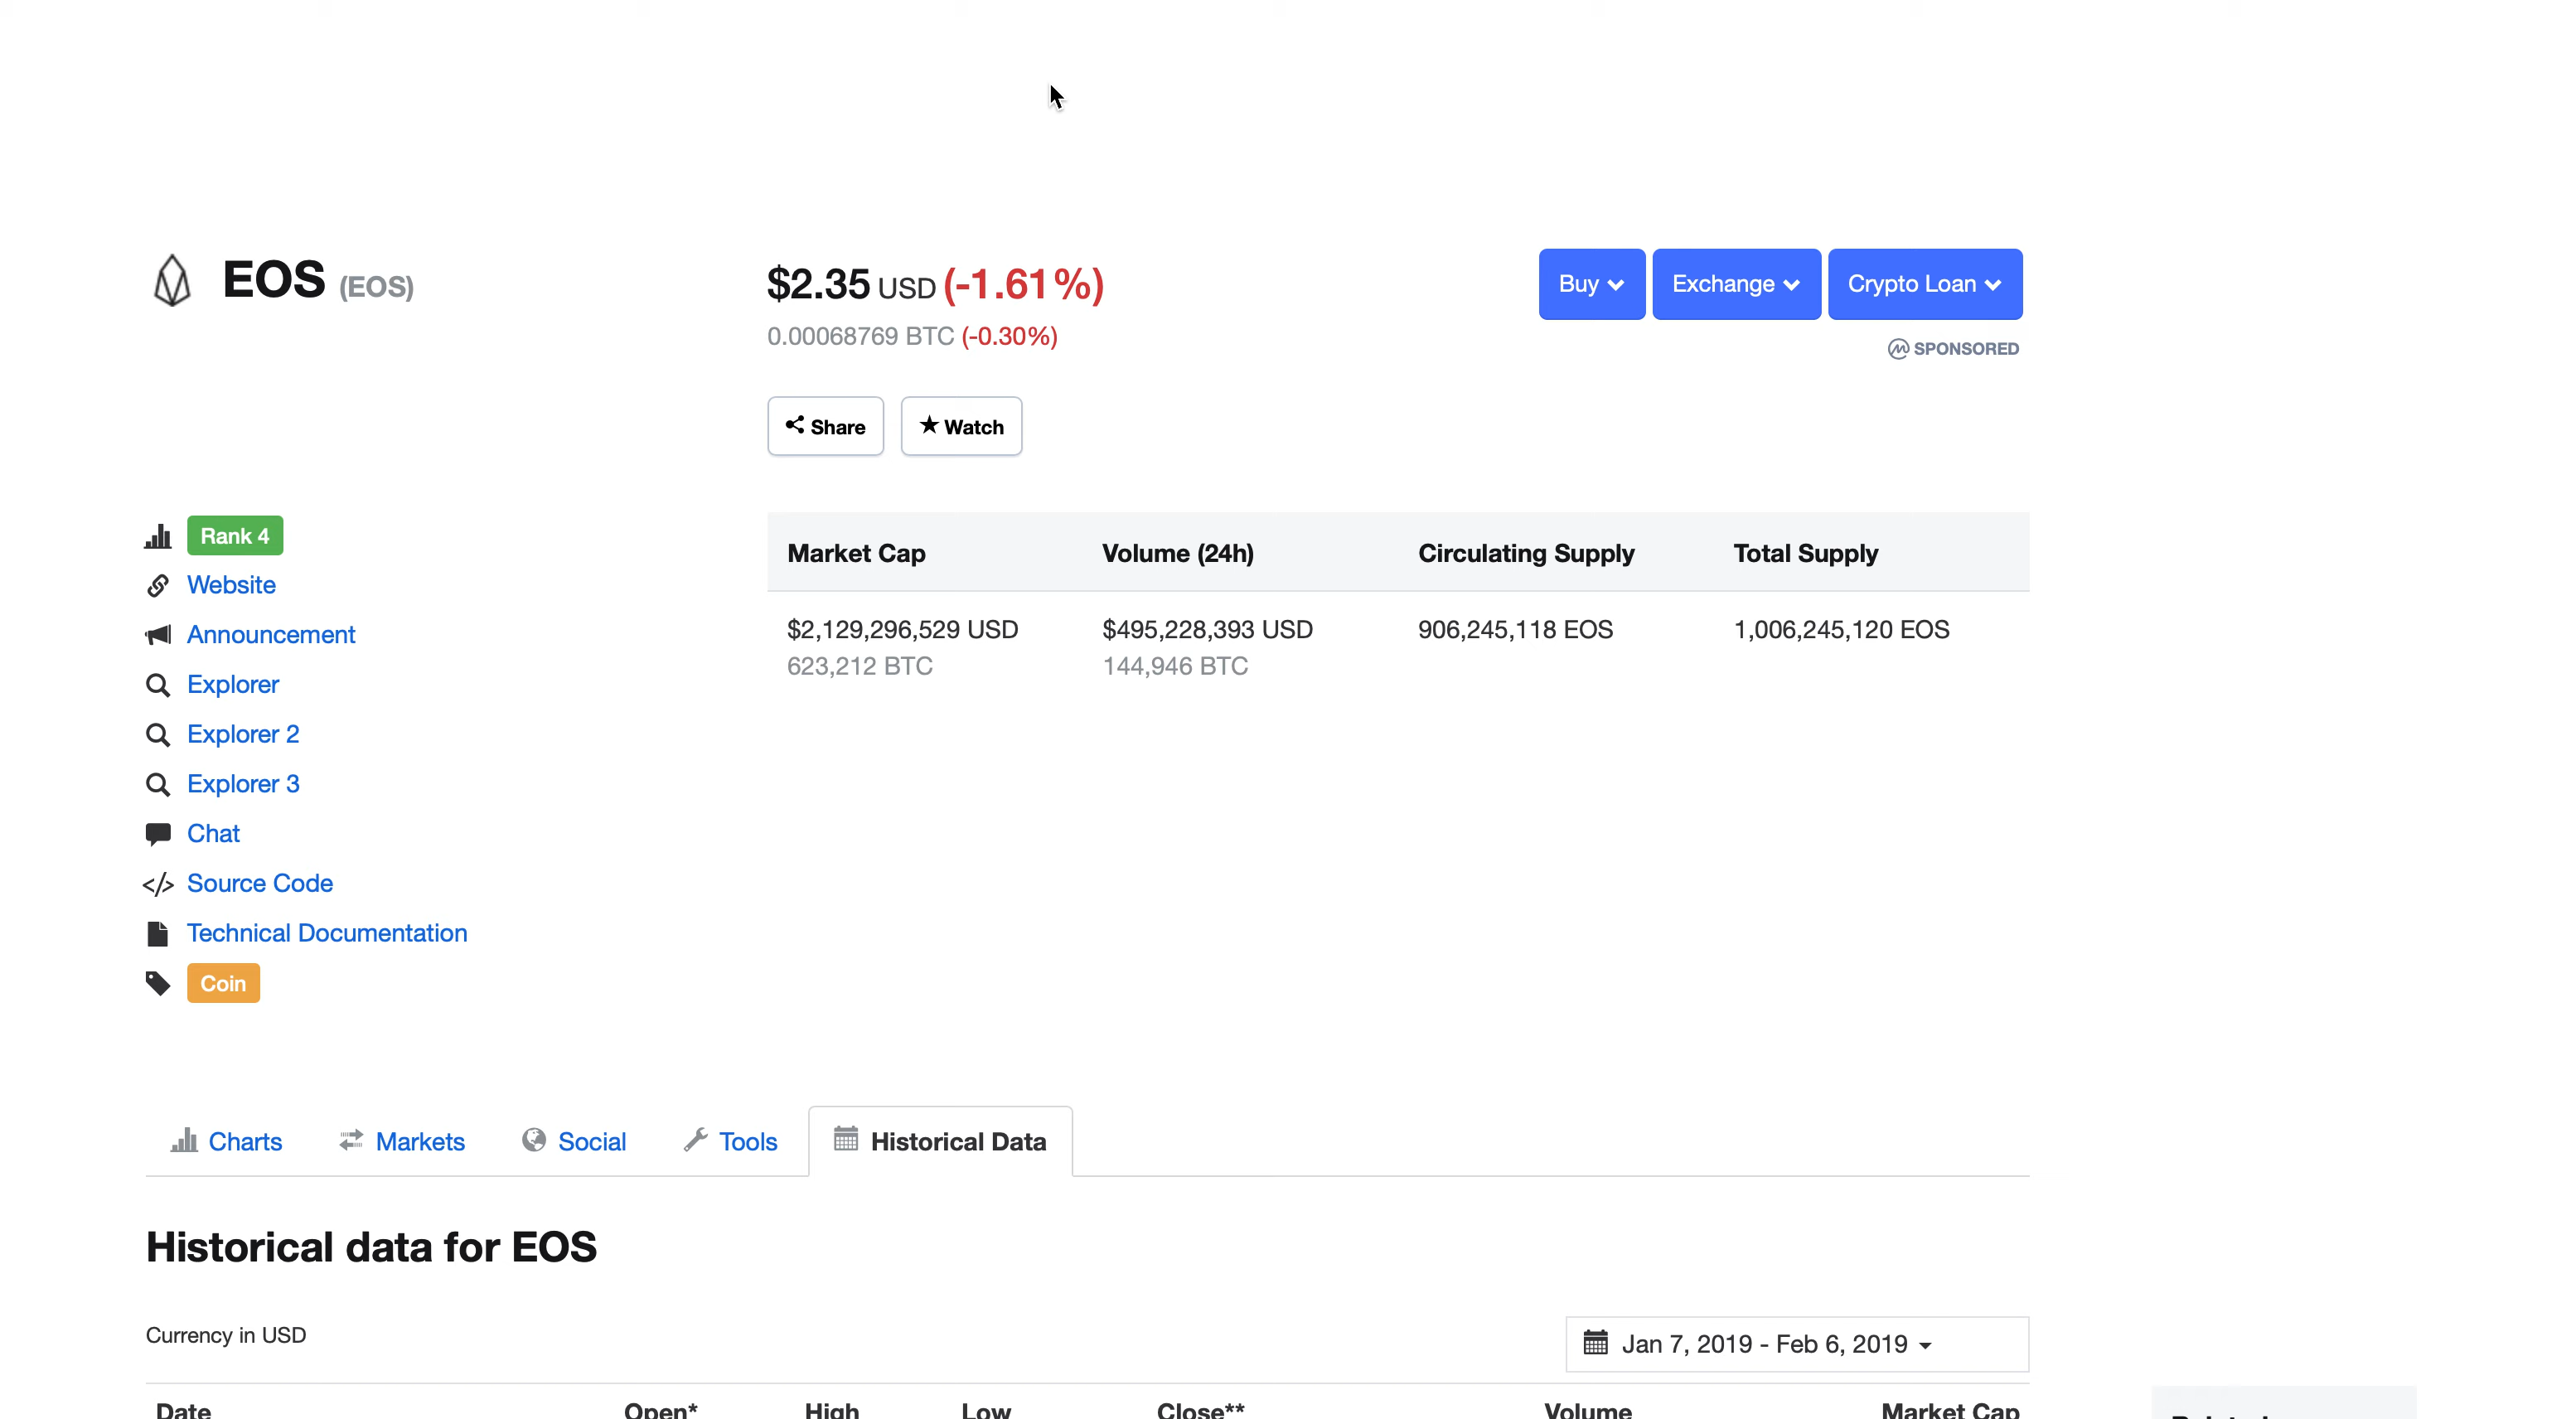 EOS (EOS)
$2.35 USD (-1.61%)
0.00068769 BTC (-0.30%)
Buy
Exchange
Crypto Loan
SPONSORED
Share
Watch
Rank 4
Website
Announcement
Explorer
Explorer 2
Explorer 3
Chat
Source Code
Technical Documentation
Coin
Market Cap Volume (24h) Circulating Supply Total Supply
$2,129,296,529 USD $495,228,393 USD 906,245,118 EOS 1,006,245,120 EOS
623,212 BTC 144,946 BTC
Charts Markets Social Tools Historical Data
Historical data for EOS
Currency in USD
Jan 7, 2019 - Feb 6, 2019
Date Open* High Low Close** Volume Market Cap